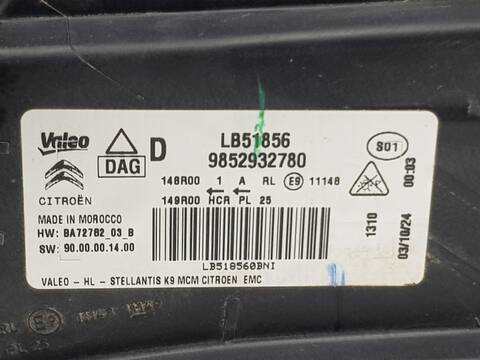 Valeo
DAG
D
LB51856
9852932780
S01
148R00 1 A RL E9 11148
149R00 HCR PL 25
CITROËN
MADE IN MOROCCO
HW: BA72782_03_B
SW: 90.00.00.14.00
LB518560BNI
VALEO - HL - STELLANTIS K9 MCM CITROEN EMC
1310
00:03
03/10/24